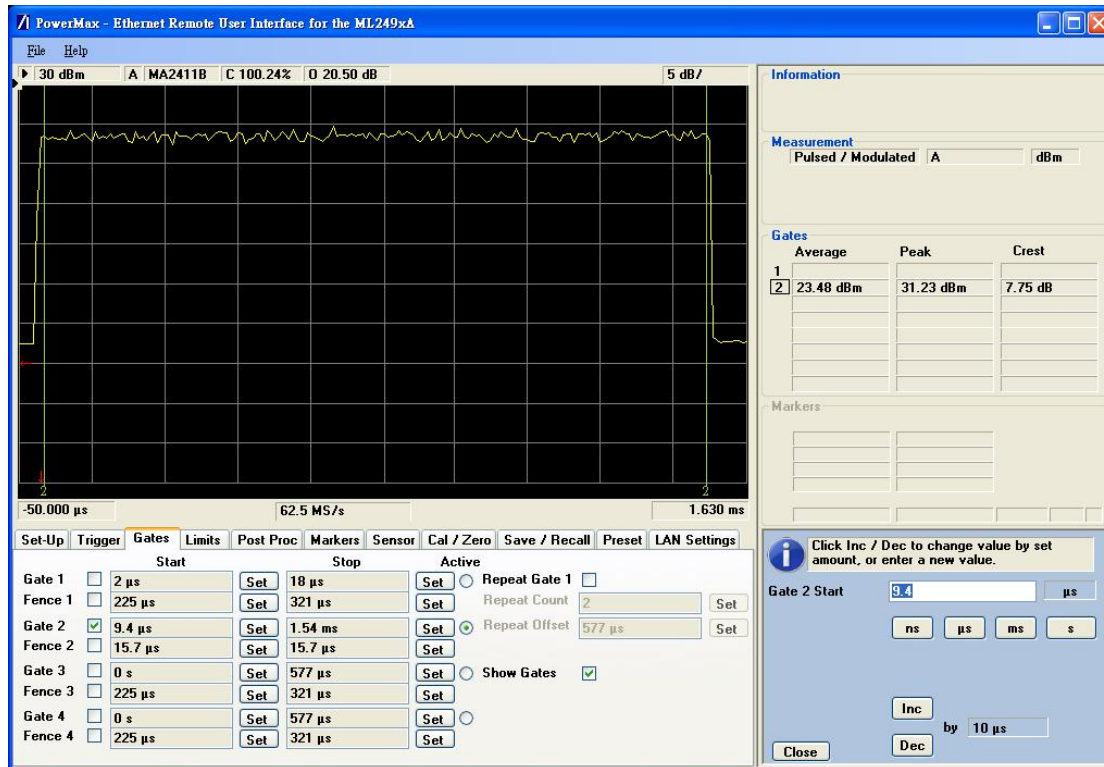 PowerMax - Ethernet Remote User Interface for the ML249xA
File Help
30 dBm A MA2411B C 100.24% O 20.50 dB 5 dB/
2 2
-50.000 µs 62.5 MS/s 1.630 ms
Set-Up Trigger Gates Limits Post Proc Markers Sensor Cal / Zero Save / Recall Preset LAN Settings
Start Stop Active
Gate 1 2 µs Set 18 µs Set Repeat Gate 1
Fence 1 225 µs Set 321 µs Set Repeat Count 2 Set
Gate 2 9.4 µs Set 1.54 ms Set Repeat Offset 577 µs Set
Fence 2 15.7 µs Set 15.7 µs Set
Gate 3 0 s Set 577 µs Set Show Gates
Fence 3 225 µs Set 321 µs Set
Gate 4 0 s Set 577 µs Set
Fence 4 225 µs Set 321 µs Set
Information
Measurement
Pulsed / Modulated A dBm
Gates
Average Peak Crest
1
2 23.48 dBm 31.23 dBm 7.75 dB
Markers
Click Inc / Dec to change value by set
amount, or enter a new value.
Gate 2 Start 9.4 µs
ns µs ms s
Inc
by 10 µs
Dec
Close